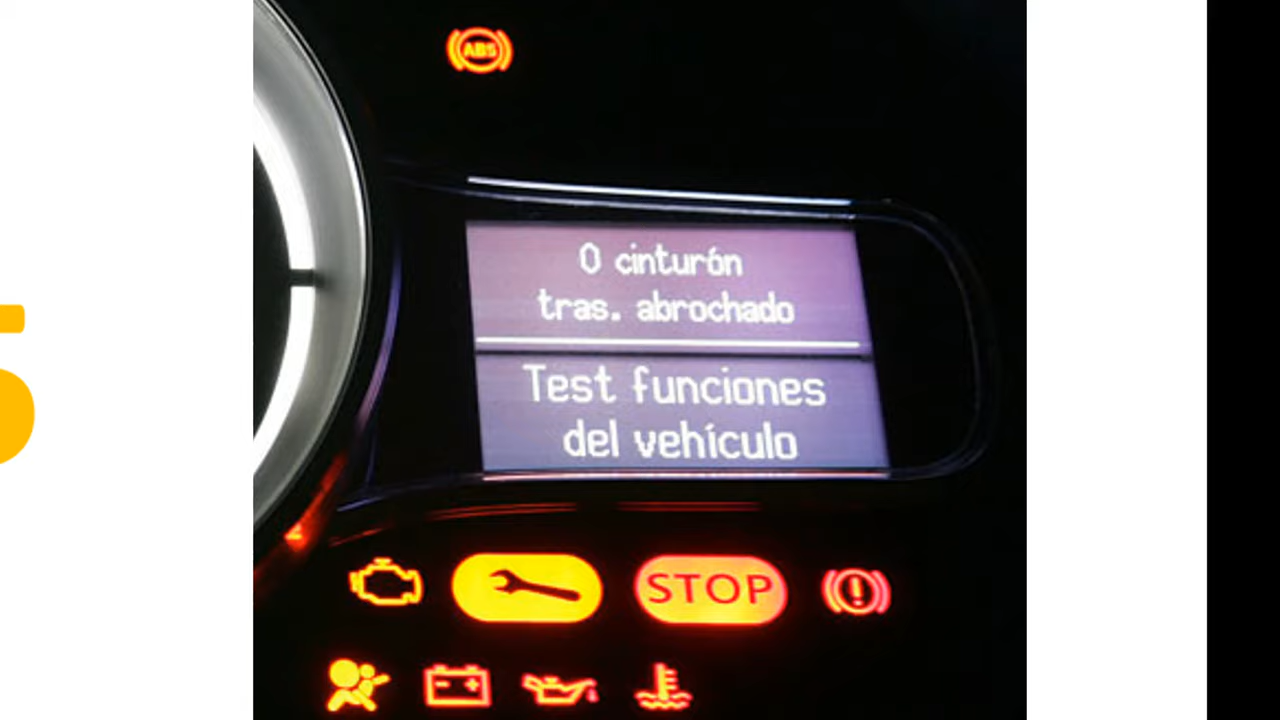 ABS
0 cinturón
tras. abrochado
Test funciones
del vehículo
STOP